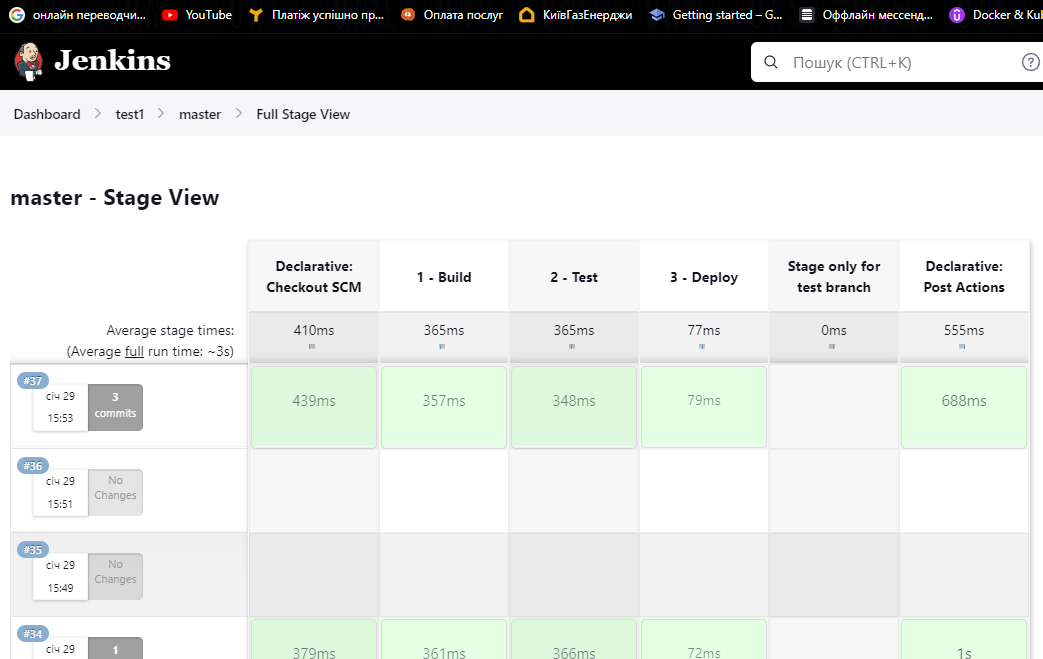 онлайн переводчи...
YouTube
Платіж успішно пр...
Оплата послуг
КиївГазЕнерджи
Getting started – G...
Оффлайн мессенд...
Docker & Kub
Jenkins
Пошук (CTRL+K)
Dashboard > test1 > master > Full Stage View
master - Stage View
Declarative: Checkout SCM
1 - Build
2 - Test
3 - Deploy
Stage only for test branch
Declarative: Post Actions
Average stage times:
(Average full run time: ~3s)
410ms
365ms
365ms
77ms
0ms
555ms
#37
січ 29
15:53
3
commits
439ms
357ms
348ms
79ms
688ms
#36
січ 29
15:51
No
Changes
#35
січ 29
15:49
No
Changes
#34
січ 29
1
379ms
361ms
366ms
72ms
1s